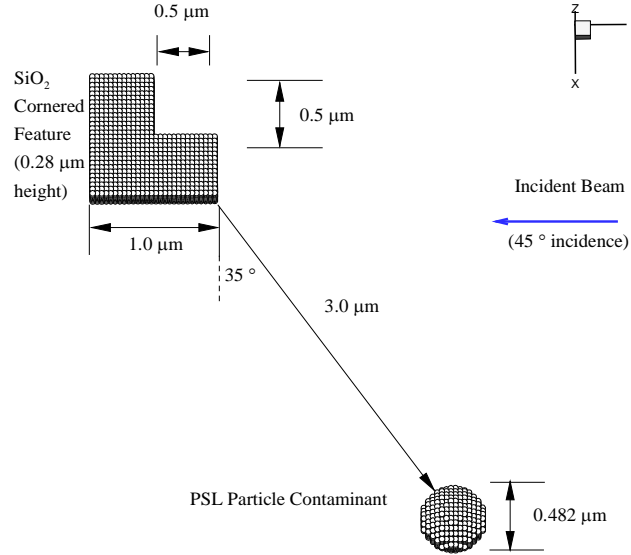 0.5 μm
Z
X
SiO2
Cornered
Feature
(0.28 μm
height)
0.5 μm
Incident Beam
(45 ° incidence)
1.0 μm
35 °
3.0 μm
PSL Particle Contaminant
0.482 μm